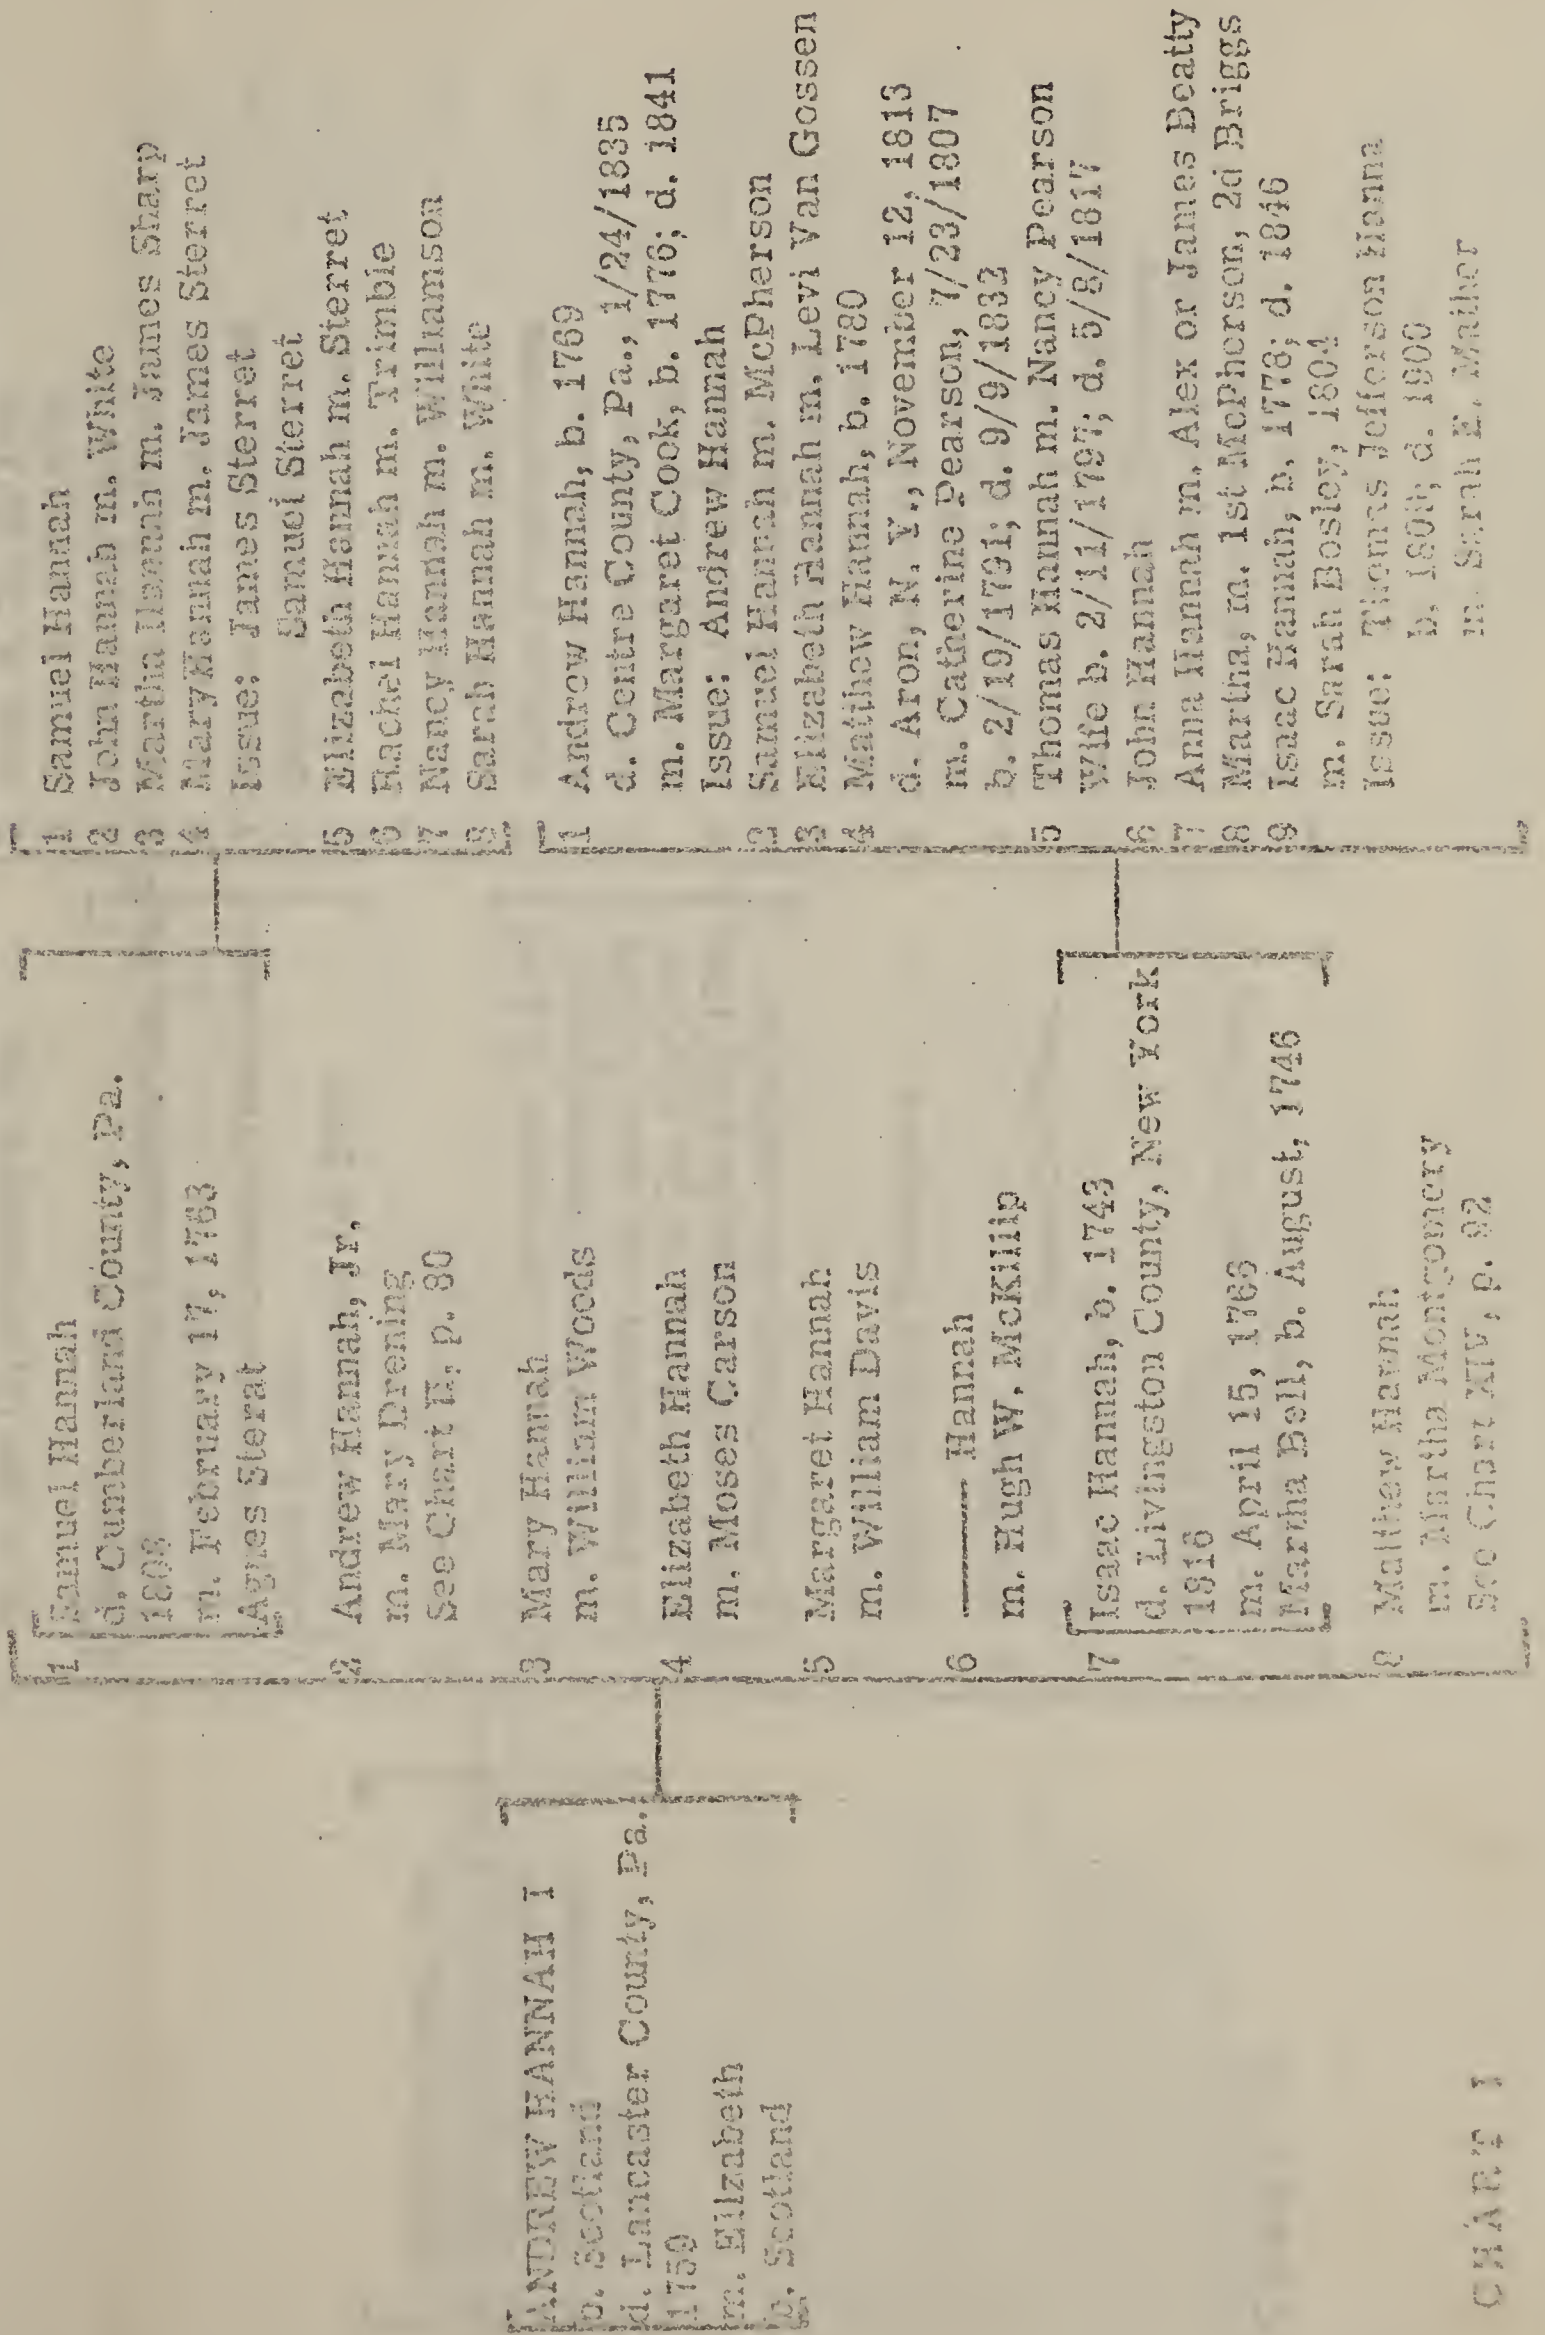 ANDREW HANNAH I
b. Scotland
d. Lancaster County, Pa.
1750
m. Elizabeth
b. Scotland
1 Samuel Hannah
d. Cumberland County, Pa.
m. February 17, 1763
Agnes Sterat
2 Andrew Hannah, Jr.
m. Mary Drening
See Chart II, p. 80
3 Mary Hannah
m. William Woods
4 Elizabeth Hannah
m. Moses Carson
5 Margaret Hannah
m. William Davis
6 ——— Hannah
m. Hugh W. McKillip
7 Isaac Hannah, b. 1743
d. Livingston County, New York
1816
m. April 15, 1768
Martha Bell, b. August, 1746
8 Matthew Hannah
m. Martha Montgomery
See Chart XIV, p. 92
1 Samuel Hannah
2 John Hannah m. White
3 Martha Hannah m. James Sharp
4 Mary Hannah m. James Sterret
Issue: James Sterret
Samuel Sterret
5 Elizabeth Hannah m. Sterret
6 Rachel Hannah m. Trimble
7 Nancy Hannah m. Williamson
8 Sarah Hannah m. White
1 Andrew Hannah, b. 1769
d. Centre County, Pa., 1/24/1835
m. Margaret Cook, b. 1776; d. 1841
Issue: Andrew Hannah
2 Samuel Hannah m. McPherson
3 Elizabeth Hannah m. Levi Van Gossen
4 Matthew Hannah, b. 1780
d. Aron, N. Y., November 12, 1813
m. Catherine Pearson, 7/23/1807
b. 2/19/1791; d. 9/9/1832
5 Thomas Hannah m. Nancy Pearson
Wife b. 2/11/1797; d. 5/8/1817
6 John Hannah
7 Anna Hannah m. Alex or James Beatty
8 Martha, m. 1st McPherson, 2d Briggs
9 Isaac Hannah, b. 1778; d. 1846
m. Sarah Bosley, 1804
Issue: Thomas Jefferson Hanna
b. d. 1900
m. Sarah E.
CHART I